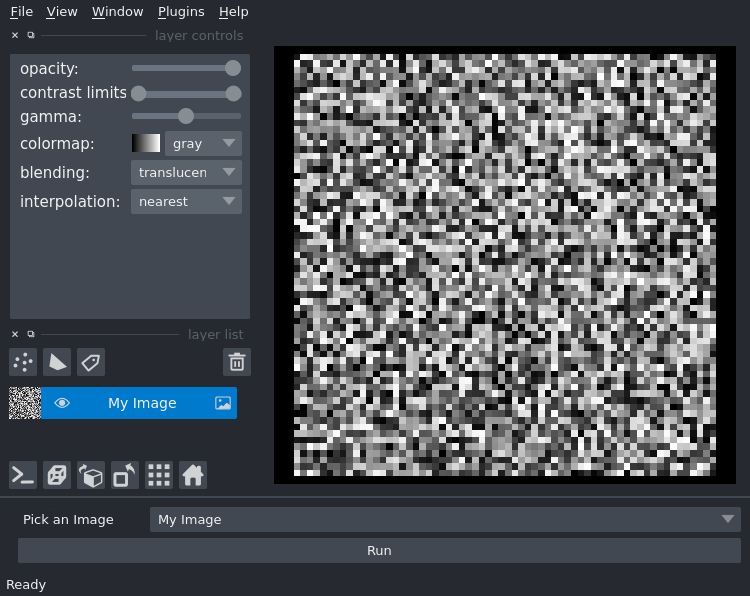 File View Window Plugins Help
layer controls
opacity:
contrast limits
gamma:
colormap: gray
blending: translucen
interpolation: nearest
layer list
My Image
Pick an Image My Image
Run
Ready